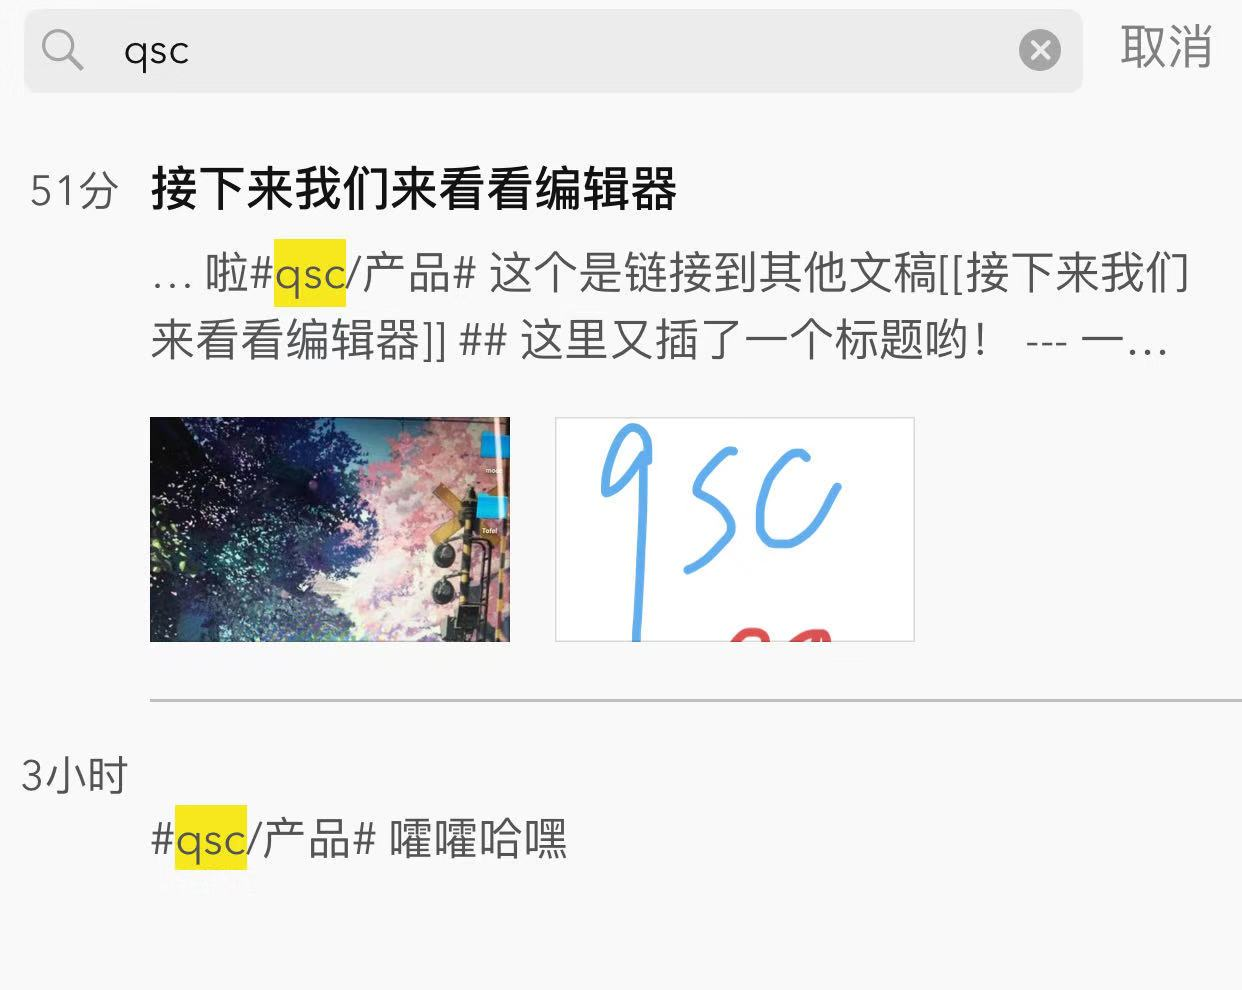 qsc
取消
51分
接下来我们来看看编辑器
... 啦#qsc/产品# 这个是链接到其他文稿[[接下来我们
来看看编辑器]] ## 这里又插了一个标题哟！ --- 一...
Tofel
qsc
3小时
#qsc/产品# 嚯嚯哈嘿